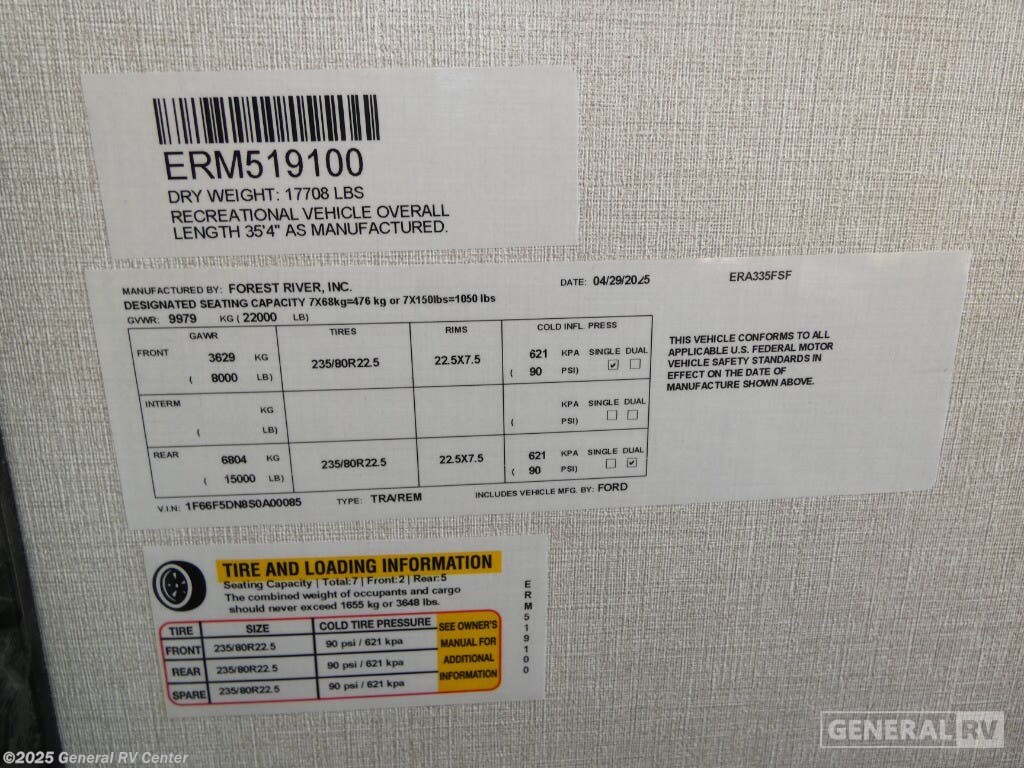 ERM519100
DRY WEIGHT: 17708 LBS
RECREATIONAL VEHICLE OVERALL
LENGTH 35'4" AS MANUFACTURED.
MANUFACTURED BY: FOREST RIVER, INC. DATE: 04/29/2025 ERA335FSF
DESIGNATED SEATING CAPACITY 7X68kg=476 kg or 7X150lbs=1050 lbs
GVWR: 9979 KG ( 22000 LB)
GAWR TIRES RIMS COLD INFL. PRESS
FRONT 3629 KG 235/80R22.5 22.5X7.5 621 KPA SINGLE DUAL
( 8000 LB) ( 90 PSI) ✓
INTERM KG KPA SINGLE DUAL
( LB) ( PSI)
REAR 6804 KG 235/80R22.5 22.5X7.5 621 KPA SINGLE DUAL
( 15000 LB) ( 90 PSI) ✓
V.I.N: 1F66F5DN8S0A00085 TYPE: TRA/REM INCLUDES VEHICLE MFG. BY: FORD
THIS VEHICLE CONFORMS TO ALL
APPLICABLE U.S. FEDERAL MOTOR
VEHICLE SAFETY STANDARDS IN
EFFECT ON THE DATE OF
MANUFACTURE SHOWN ABOVE.
TIRE AND LOADING INFORMATION
Seating Capacity | Total:7 | Front:2 | Rear:5
The combined weight of occupants and cargo
should never exceed 1655 kg or 3648 lbs.
TIRE SIZE COLD TIRE PRESSURE
FRONT 235/80R22.5 90 psi / 621 kpa
REAR 235/80R22.5 90 psi / 621 kpa
SPARE 235/80R22.5 90 psi / 621 kpa
SEE OWNER'S
MANUAL FOR
ADDITIONAL
INFORMATION
ERM519100
GENERAL RV
©2025 General RV Center